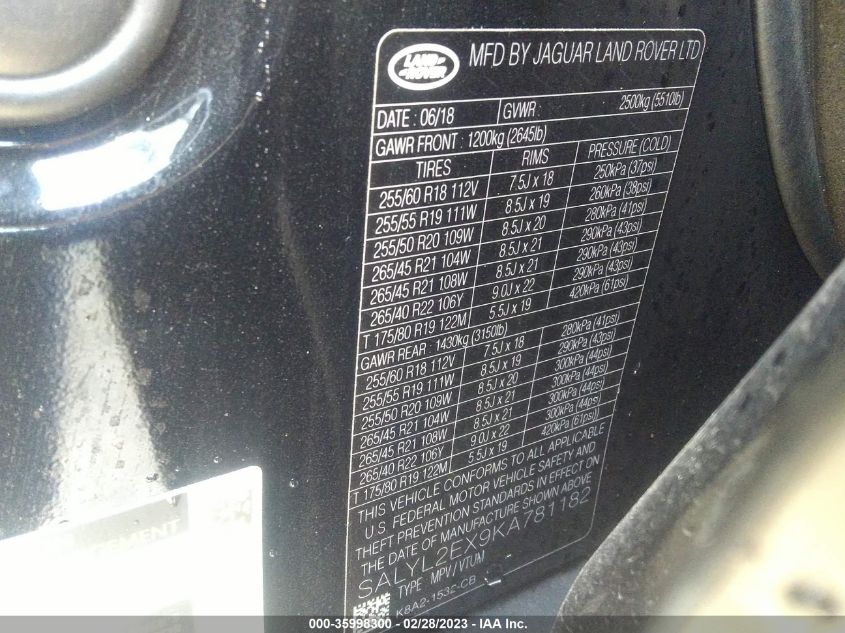 LAND ROVER
MFD BY JAGUAR LAND ROVER LTD
DATE : 06/18 GVWR : 2500kg (5510lb)
GAWR FRONT : 1200kg (2645lb)
TIRES RIMS PRESSURE (COLD)
255/60 R18 112V 7.5J x 18 250kPa (37psi)
255/55 R19 111W 8.5J x 19 260kPa (38psi)
255/50 R20 109W 8.5J x 20 280kPa (41psi)
265/45 R21 104W 8.5J x 21 290kPa (43psi)
265/45 R21 108W 8.5J x 21 290kPa (43psi)
265/40 R22 106Y 9.0J x 22 290kPa (43psi)
T 175/80 R19 122M 5.5J x 19 420kPa (61psi)
GAWR REAR : 1430kg (3150lb)
255/60 R18 112V 7.5J x 18 280kPa (41psi)
255/55 R19 111W 8.5J x 19 290kPa (43psi)
255/50 R20 109W 8.5J x 20 300kPa (44psi)
265/45 R21 104W 8.5J x 21 300kPa (44psi)
265/45 R21 108W 8.5J x 21 300kPa (44psi)
265/40 R22 106Y 9.0J x 22 300kPa (44psi)
T 175/80 R19 122M 5.5J x 19 420kPa (61psi)
THIS VEHICLE CONFORMS TO ALL APPLICABLE
U.S. FEDERAL MOTOR VEHICLE SAFETY AND
THEFT PREVENTION STANDARDS IN EFFECT ON
THE DATE OF MANUFACTURE SHOWN ABOVE
SALYL2EX9KA781182
TYPE MPV/VTUM
K8A2-1532-CB
000-35998300 - 02/28/2023 - IAA Inc.